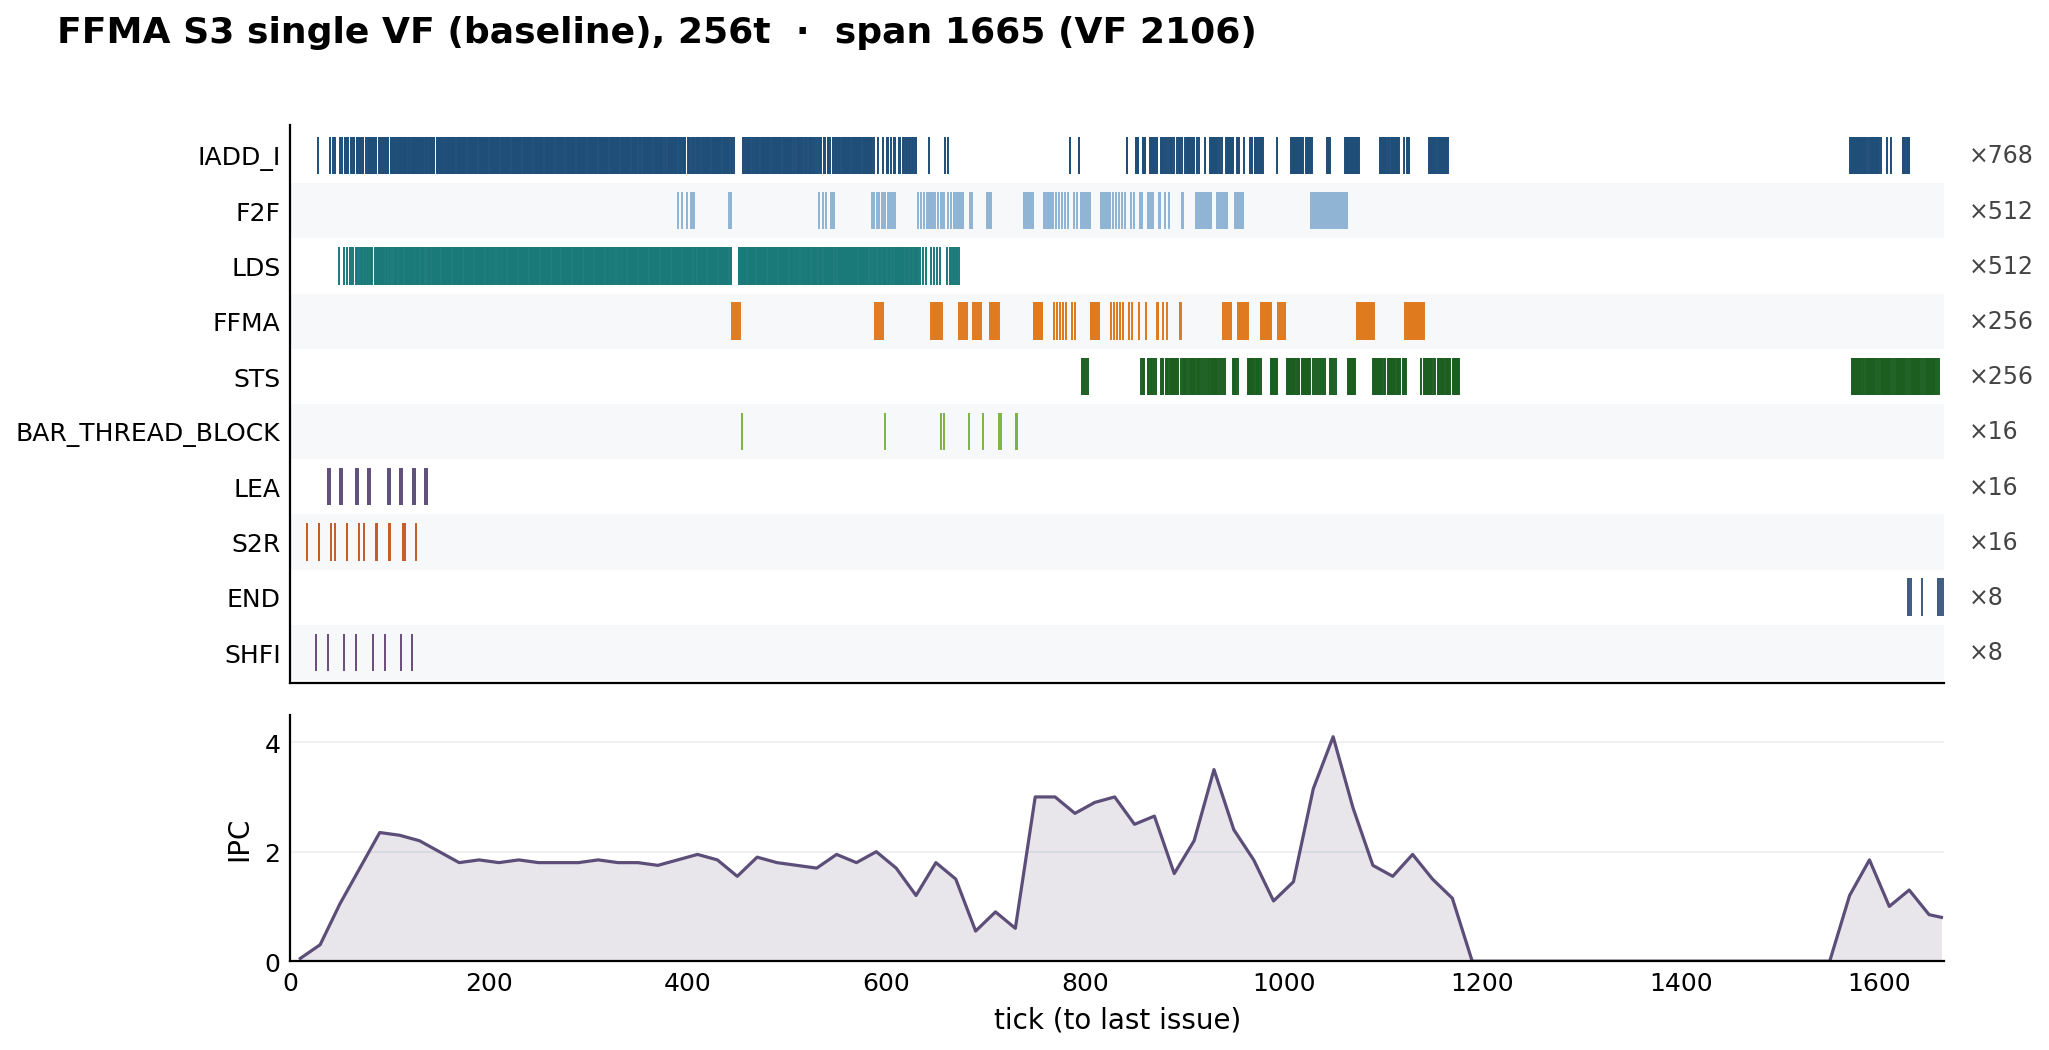 FFMA S3 single VF (baseline), 256t · span 1665 (VF 2106)
IADD_I ×768
F2F ×512
LDS ×512
FFMA ×256
STS ×256
BAR_THREAD_BLOCK ×16
LEA ×16
S2R ×16
END ×8
SHFI ×8
4
2
0
IPC
0 200 400 600 800 1000 1200 1400 1600
tick (to last issue)